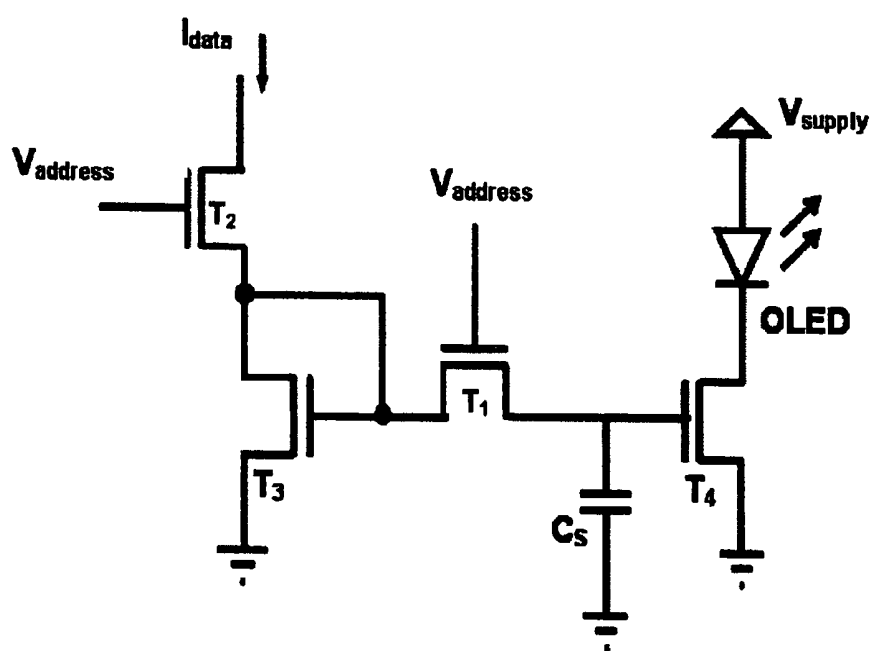 Idata
Vsupply
Vaddress
Vaddress
T2
OLED
T1
T3
T4
CS